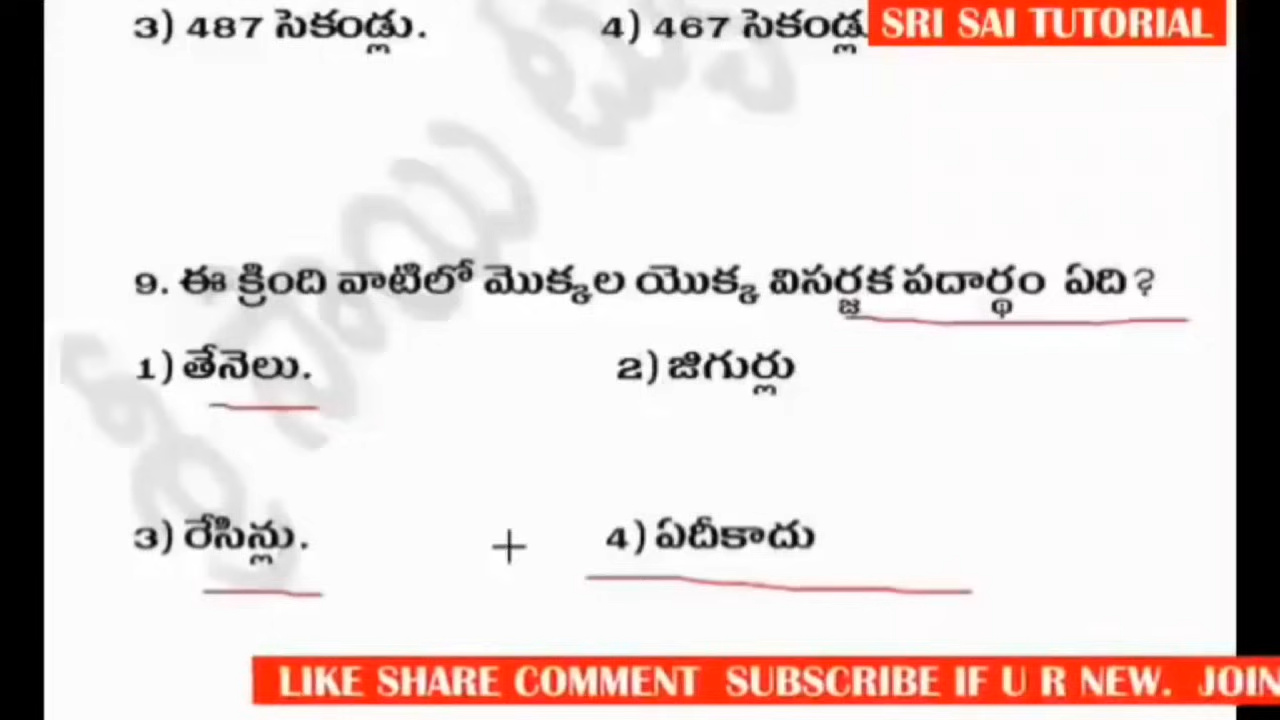 SRI SAI TUTORIAL
3) 487 సెకండ్లు. 4) 467 సెకండ్లు
9. ఈ క్రింది వాటిలో మొక్కల యొక్క విసర్జక పదార్థం ఏది?
1) తేనెలు. 2) జిగుర్లు
3) రేసిన్లు. 4) ఏదీకాదు
LIKE SHARE COMMENT SUBSCRIBE IF U R NEW. JOIN